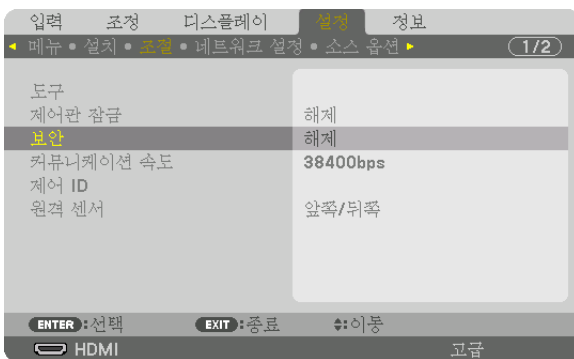 입력 조정 디스플레이 설정 정보
메뉴 • 설치 • 조절 • 네트워크 설정 • 소스 옵션 1/2
도구
제어판 잠금 해제
보안 해제
커뮤니케이션 속도 38400bps
제어 ID
원격 센서 앞쪽/뒤쪽
ENTER :선택 EXIT :종료 :이동
HDMI 고급